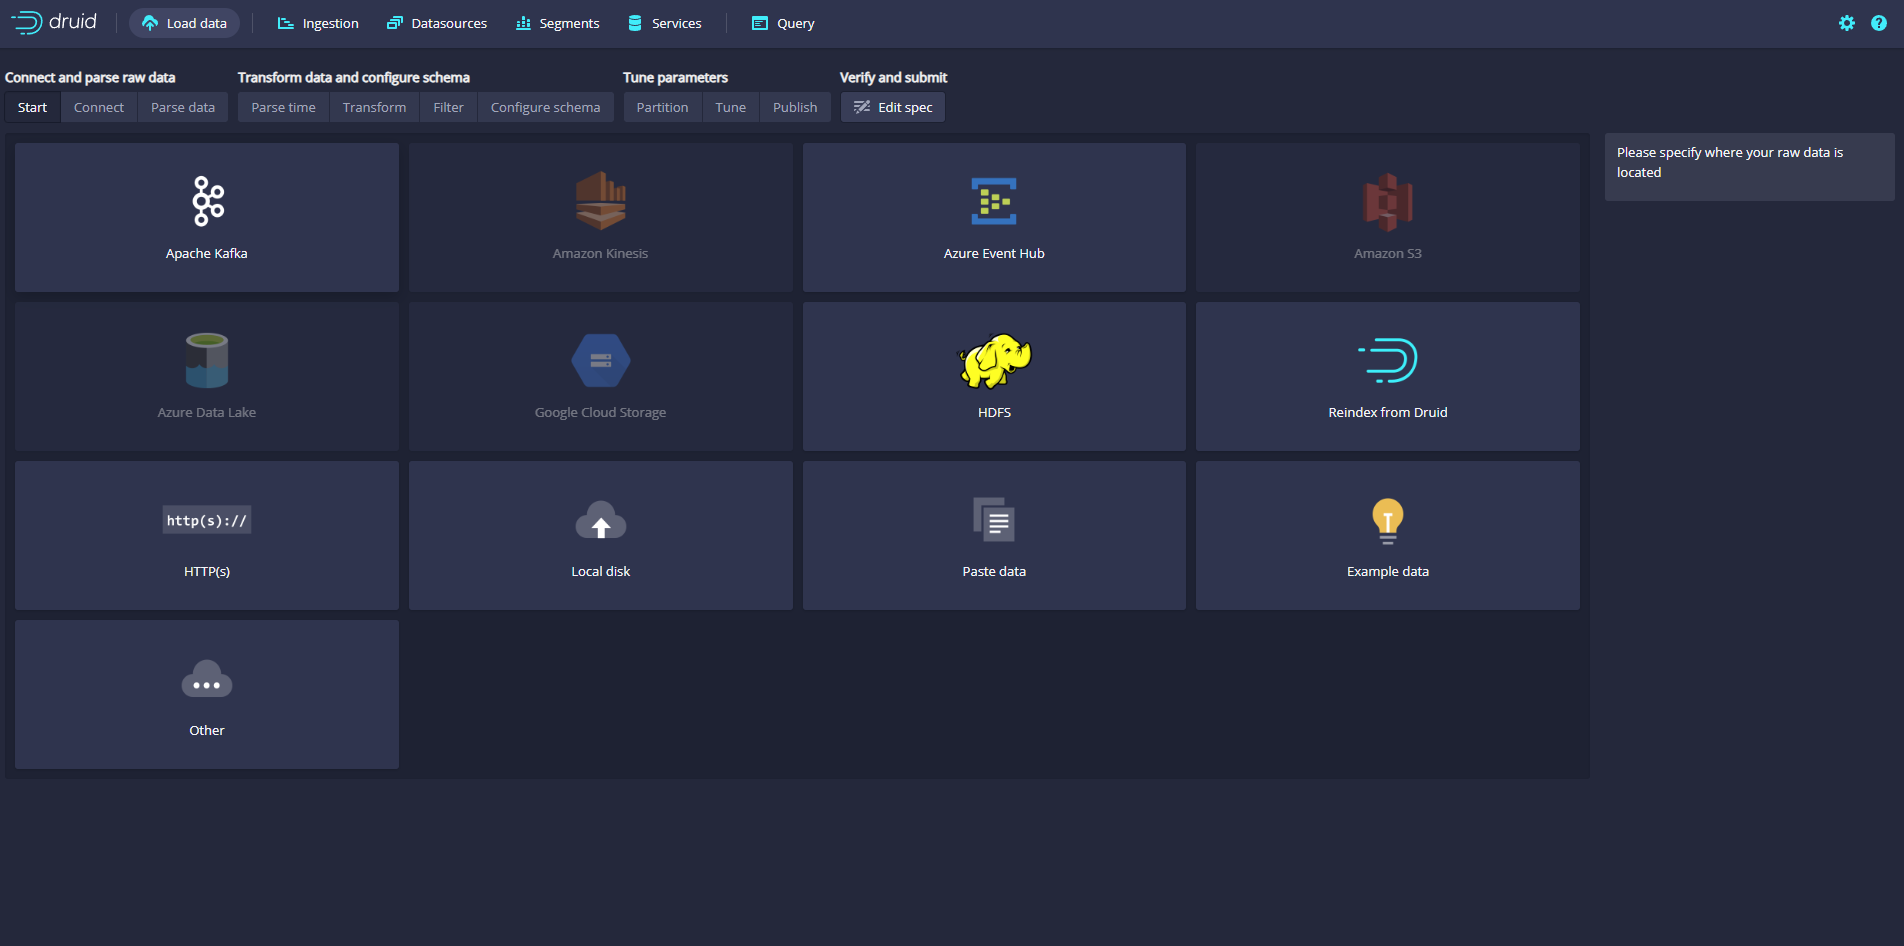 druid
Load data
Ingestion
Datasources
Segments
Services
Query
Connect and parse raw data
Transform data and configure schema
Tune parameters
Verify and submit
Start
Connect
Parse data
Parse time
Transform
Filter
Configure schema
Partition
Tune
Publish
Edit spec
Apache Kafka
Amazon Kinesis
Azure Event Hub
Amazon S3
Please specify where your raw data is
located
Azure Data Lake
Google Cloud Storage
HDFS
Reindex from Druid
http(s)://
HTTP(s)
Local disk
Paste data
Example data
Other